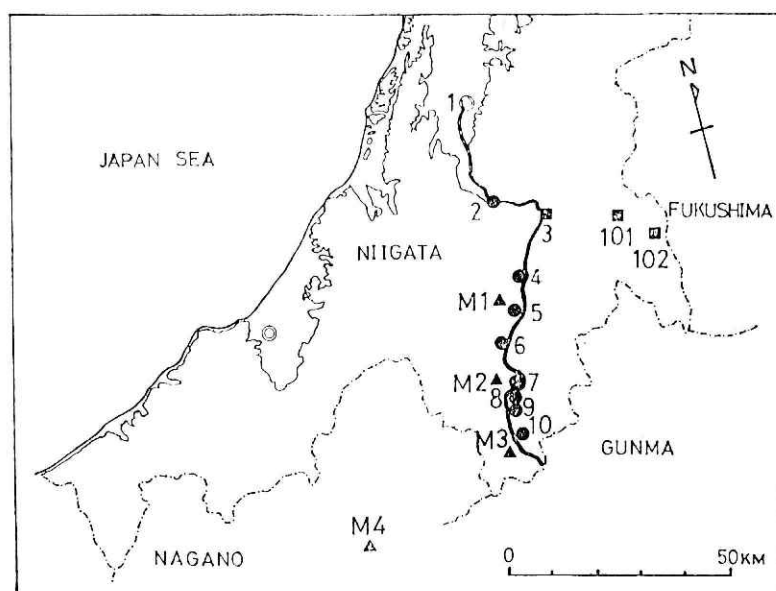 N
1
JAPAN SEA
2
3
101
FUKUSHIMA
102
NIIGATA
4
M1
5
6
M2
7
8
9
10
M3
GUNMA
M4
NAGANO
0
50KM